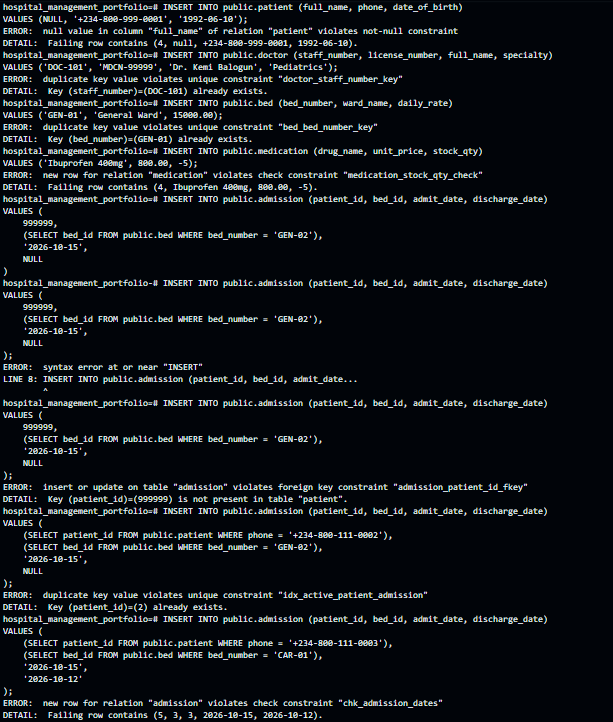 hospital_management_portfolio=# INSERT INTO public.patient (full_name, phone, date_of_birth)
VALUES (NULL, '+234-800-999-0001', '1992-06-10');
ERROR:  null value in column "full_name" of relation "patient" violates not-null constraint
DETAIL:  Failing row contains (4, null, +234-800-999-0001, 1992-06-10).
hospital_management_portfolio=# INSERT INTO public.doctor (staff_number, license_number, full_name, specialty)
VALUES ('DOC-101', 'MDCN-99999', 'Dr. Kemi Balogun', 'Pediatrics');
ERROR:  duplicate key value violates unique constraint "doctor_staff_number_key"
DETAIL:  Key (staff_number)=(DOC-101) already exists.
hospital_management_portfolio=# INSERT INTO public.bed (bed_number, ward_name, daily_rate)
VALUES ('GEN-01', 'General Ward', 15000.00);
ERROR:  duplicate key value violates unique constraint "bed_bed_number_key"
DETAIL:  Key (bed_number)=(GEN-01) already exists.
hospital_management_portfolio=# INSERT INTO public.medication (drug_name, unit_price, stock_qty)
VALUES ('Ibuprofen 400mg', 800.00, -5);
ERROR:  new row for relation "medication" violates check constraint "medication_stock_qty_check"
DETAIL:  Failing row contains (4, Ibuprofen 400mg, 800.00, -5).
hospital_management_portfolio=# INSERT INTO public.admission (patient_id, bed_id, admit_date, discharge_date)
VALUES (
    999999,
    (SELECT bed_id FROM public.bed WHERE bed_number = 'GEN-02'),
    '2026-10-15',
    NULL
)
hospital_management_portfolio-# INSERT INTO public.admission (patient_id, bed_id, admit_date, discharge_date)
VALUES (
    999999,
    (SELECT bed_id FROM public.bed WHERE bed_number = 'GEN-02'),
    '2026-10-15',
    NULL
);
ERROR:  syntax error at or near "INSERT"
LINE 8: INSERT INTO public.admission (patient_id, bed_id, admit_date...
        ^
hospital_management_portfolio=# INSERT INTO public.admission (patient_id, bed_id, admit_date, discharge_date)
VALUES (
    999999,
    (SELECT bed_id FROM public.bed WHERE bed_number = 'GEN-02'),
    '2026-10-15',
    NULL
);
ERROR:  insert or update on table "admission" violates foreign key constraint "admission_patient_id_fkey"
DETAIL:  Key (patient_id)=(999999) is not present in table "patient".
hospital_management_portfolio=# INSERT INTO public.admission (patient_id, bed_id, admit_date, discharge_date)
VALUES (
    (SELECT patient_id FROM public.patient WHERE phone = '+234-800-111-0002'),
    (SELECT bed_id FROM public.bed WHERE bed_number = 'GEN-02'),
    '2026-10-15',
    NULL
);
ERROR:  duplicate key value violates unique constraint "idx_active_patient_admission"
DETAIL:  Key (patient_id)=(2) already exists.
hospital_management_portfolio=# INSERT INTO public.admission (patient_id, bed_id, admit_date, discharge_date)
VALUES (
    (SELECT patient_id FROM public.patient WHERE phone = '+234-800-111-0003'),
    (SELECT bed_id FROM public.bed WHERE bed_number = 'CAR-01'),
    '2026-10-15',
    '2026-10-12'
);
ERROR:  new row for relation "admission" violates check constraint "chk_admission_dates"
DETAIL:  Failing row contains (5, 3, 3, 2026-10-15, 2026-10-12).